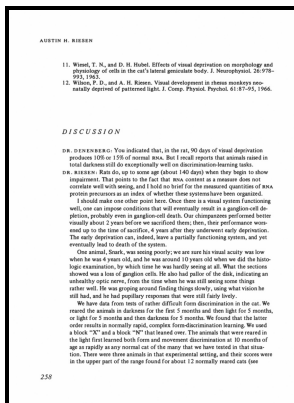 AUSTIN H. RIESEN
11. Wiesel, T. N., and D. H. Hubel. Effects of visual deprivation on morphology and
physiology of cells in the cat's lateral geniculate body. J. Neurophysiol. 26:978–
993, 1963.
12. Wilson, P. D., and A. H. Riesen. Visual development in rhesus monkeys neo-
natally deprived of patterned light. J. Comp. Physiol. Psychol. 61:87–95, 1966.
DISCUSSION
DR. DENENBERG: You indicated that, in the rat, 90 days of visual deprivation
produces 10% or 15% of normal RNA. But I recall reports that animals raised in
total darkness still do exceptionally well on discrimination-learning tasks.
DR. RIESEN: Rats do, up to some age (about 140 days) when they begin to show
impairment. That points to the fact that RNA content as a measure does not
correlate well with seeing, and I hold no brief for the measured quantities of RNA
protein precursors as an index of whether these systems have been organized.
I should make one other point here. Once there is a visual system functioning
well, one can impose conditions that will eventually result in a ganglion-cell de-
pletion, probably even in ganglion-cell death. Our chimpanzees performed better
visually about 2 years before we sacrificed them; then, their performance wors-
ened up to the time of sacrifice, 4 years after they underwent early deprivation.
The early deprivation can, indeed, leave a partially functioning system, and yet
eventually lead to death of the system.
One animal, Snark, was seeing poorly; we are sure his visual acuity was low
when he was 4 years old, and he was around 10 years old when we did the histo-
logic examination, by which time he was hardly seeing at all. What the sections
showed was a loss of ganglion cells. He also had pallor of the disk, indicating an
unhealthy optic nerve, from the time when he was still seeing some things
rather well. He was groping around finding things slowly, using what vision he
still had, and he had pupillary responses that were still fairly lively.
We have data from tests of rather difficult form discrimination in the cat. We
reared the animals in darkness for the first 5 months and then light for 5 months,
or light for 5 months and then darkness for 5 months. We found that the latter
order results in normally rapid, complex form-discrimination learning. We used
a block "X" and a block "N" that leaned over. The animals that were reared in
the light first learned both form and movement discrimination at 10 months of
age as rapidly as any normal cat of the many that we have tested in that situa-
tion. There were three animals in that experimental setting, and their scores were
in the upper part of the range found for about 12 normally reared cats (see
258